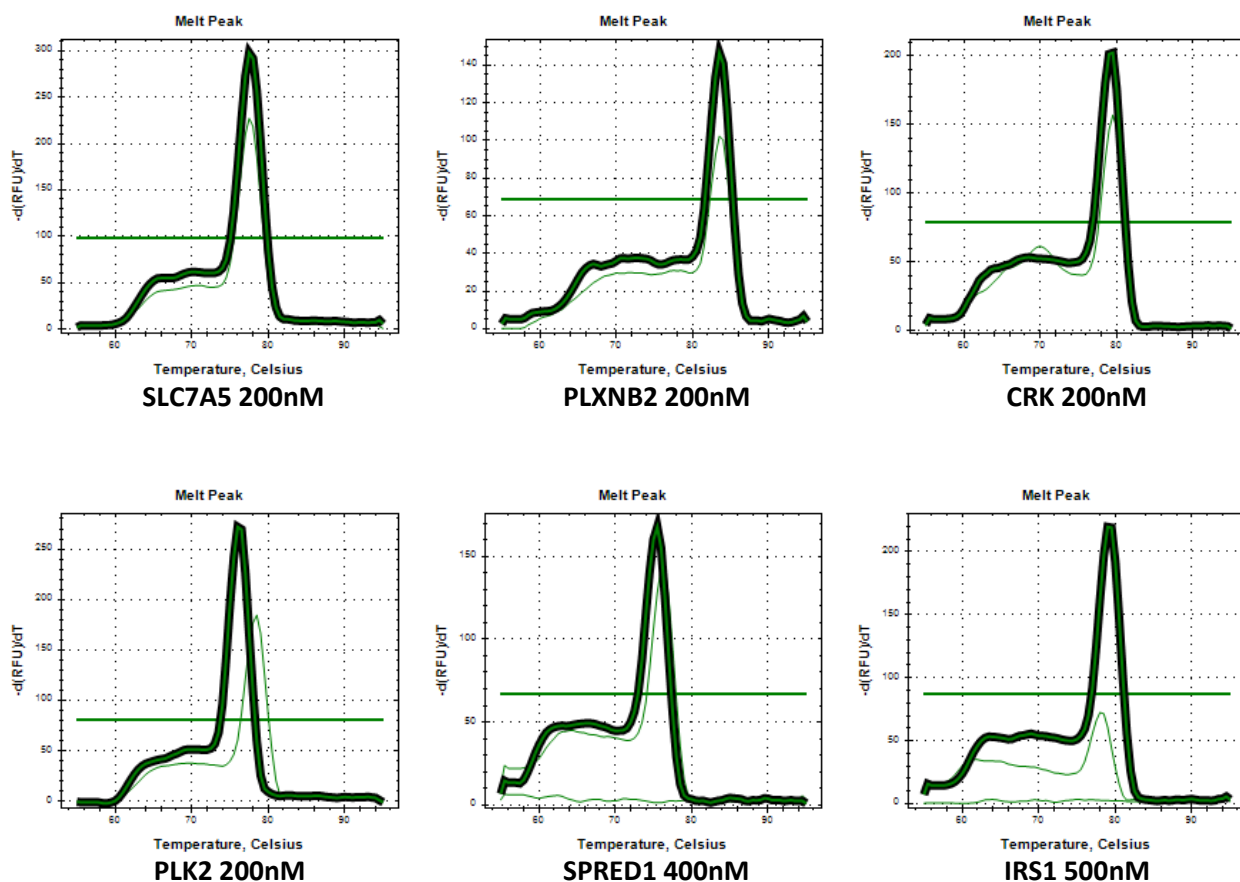 Melt Peak
300
250
200
150
100
50
0
-d(RFU)/dT
60 70 80 90
Temperature, Celsius
SLC7A5 200nM
Melt Peak
140
120
100
80
60
40
20
0
-d(RFU)/dT
60 70 80 90
Temperature, Celsius
PLXNB2 200nM
Melt Peak
200
150
100
50
0
-d(RFU)/dT
60 70 80 90
Temperature, Celsius
CRK 200nM
Melt Peak
250
200
150
100
50
0
-d(RFU)/dT
60 70 80 90
Temperature, Celsius
PLK2 200nM
Melt Peak
150
100
50
0
-d(RFU)/dT
60 70 80 90
Temperature, Celsius
SPRED1 400nM
Melt Peak
200
150
100
50
0
-d(RFU)/dT
60 70 80 90
Temperature, Celsius
IRS1 500nM